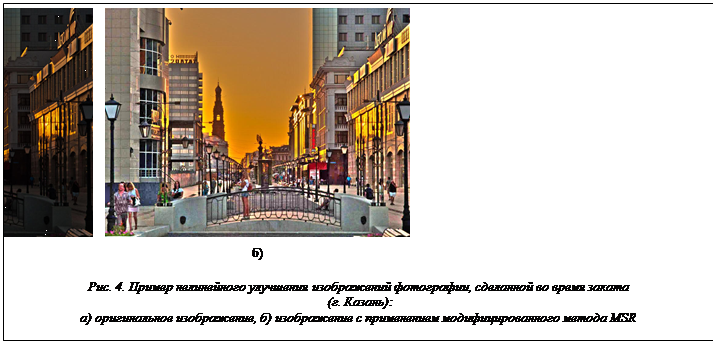 б)
Рис. 4. Пример нелинейного улучшения изображений фотографии, сделанной во время заката
(г. Казань):
а) оригинальное изображение, б) изображение с применением модифицированного метода MSR